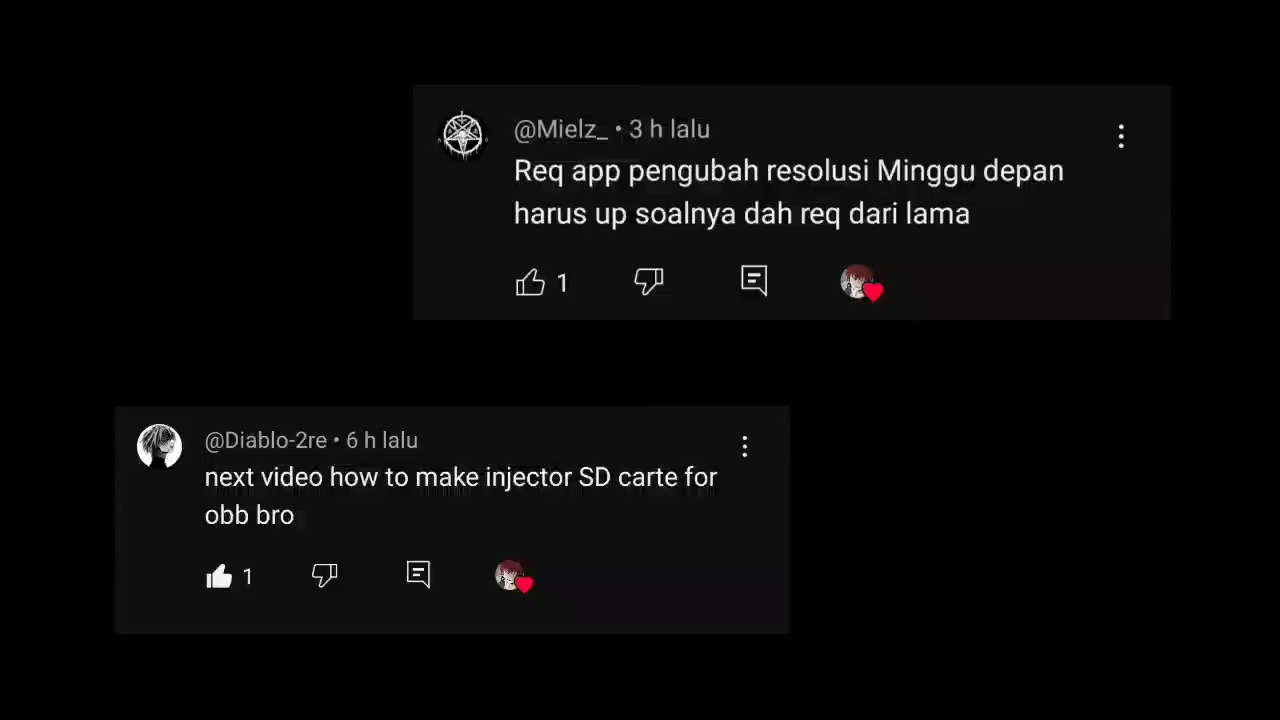 @Mielz_ • 3 h lalu
Req app pengubah resolusi Minggu depan
harus up soalnya dah req dari lama
1
@Diablo-2re • 6 h lalu
next video how to make injector SD carte for
obb bro
1